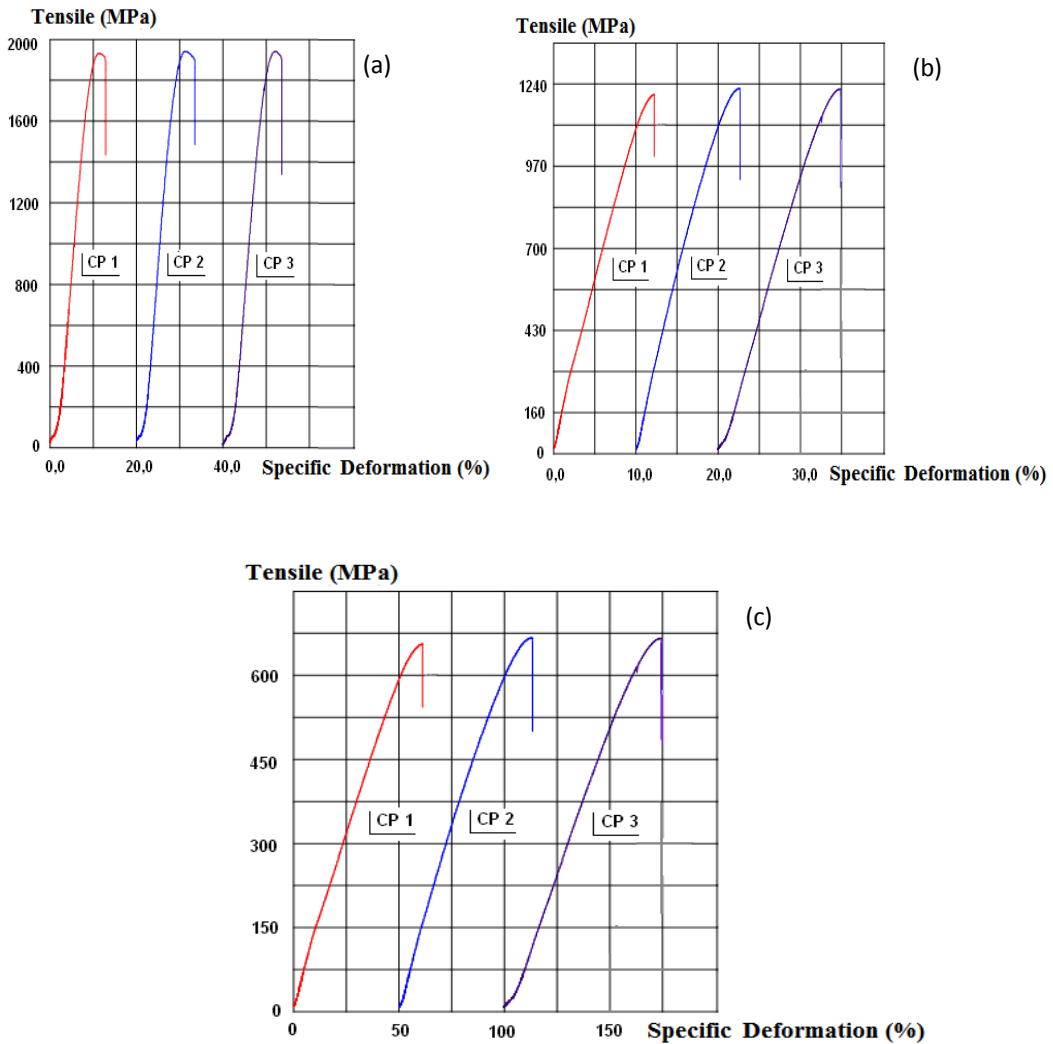 Tensile (MPa)
2000
1600
1200
800
400
0
(a)
CP 1
CP 2
CP 3
0,0
20,0
40,0
Specific Deformation (%)
Tensile (MPa)
1240
970
700
430
160
0
(b)
CP 1
CP 2
CP 3
0,0
10,0
20,0
30,0
Specific Deformation (%)
Tensile (MPa)
600
450
300
150
0
(c)
CP 1
CP 2
CP 3
0
50
100
150
Specific Deformation (%)